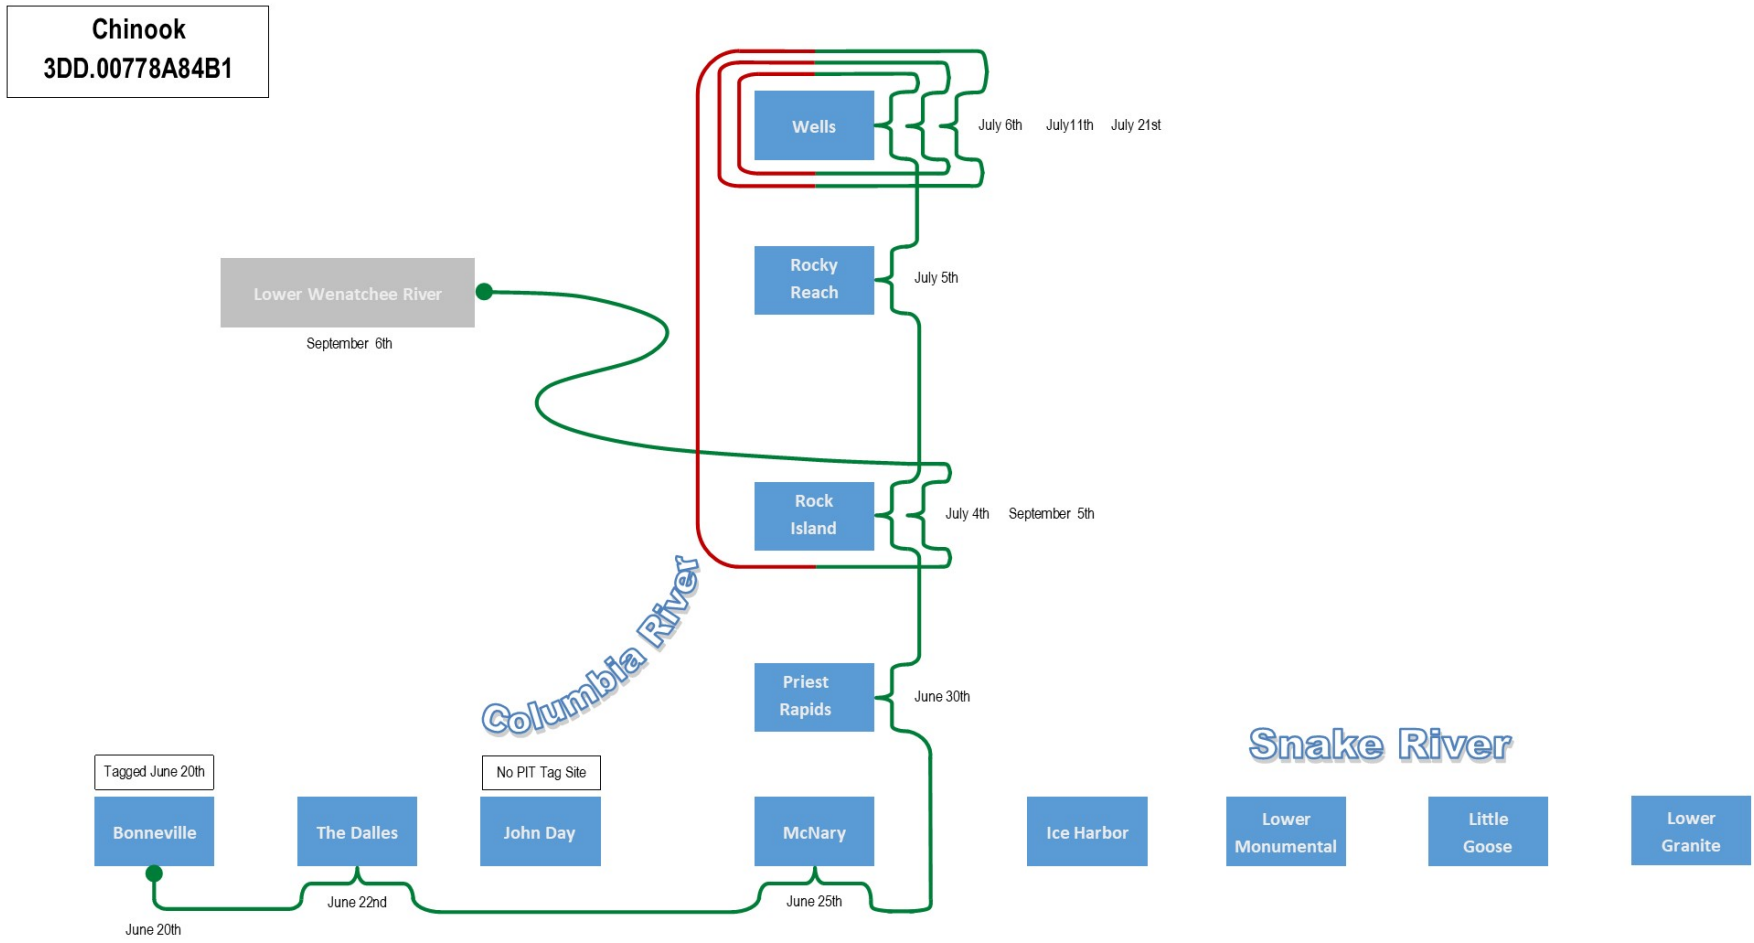 Chinook
3DD.00778A84B1
Wells
July 6th July11th July 21st
Rocky
Reach
July 5th
Lower Wenatchee River
September 6th
Rock
Island
July 4th September 5th
Columbia River
Priest
Rapids
June 30th
Snake River
Tagged June 20th
No PIT Tag Site
Bonneville
The Dalles
John Day
McNary
Ice Harbor
Lower
Monumental
Little
Goose
Lower
Granite
June 22nd
June 25th
June 20th